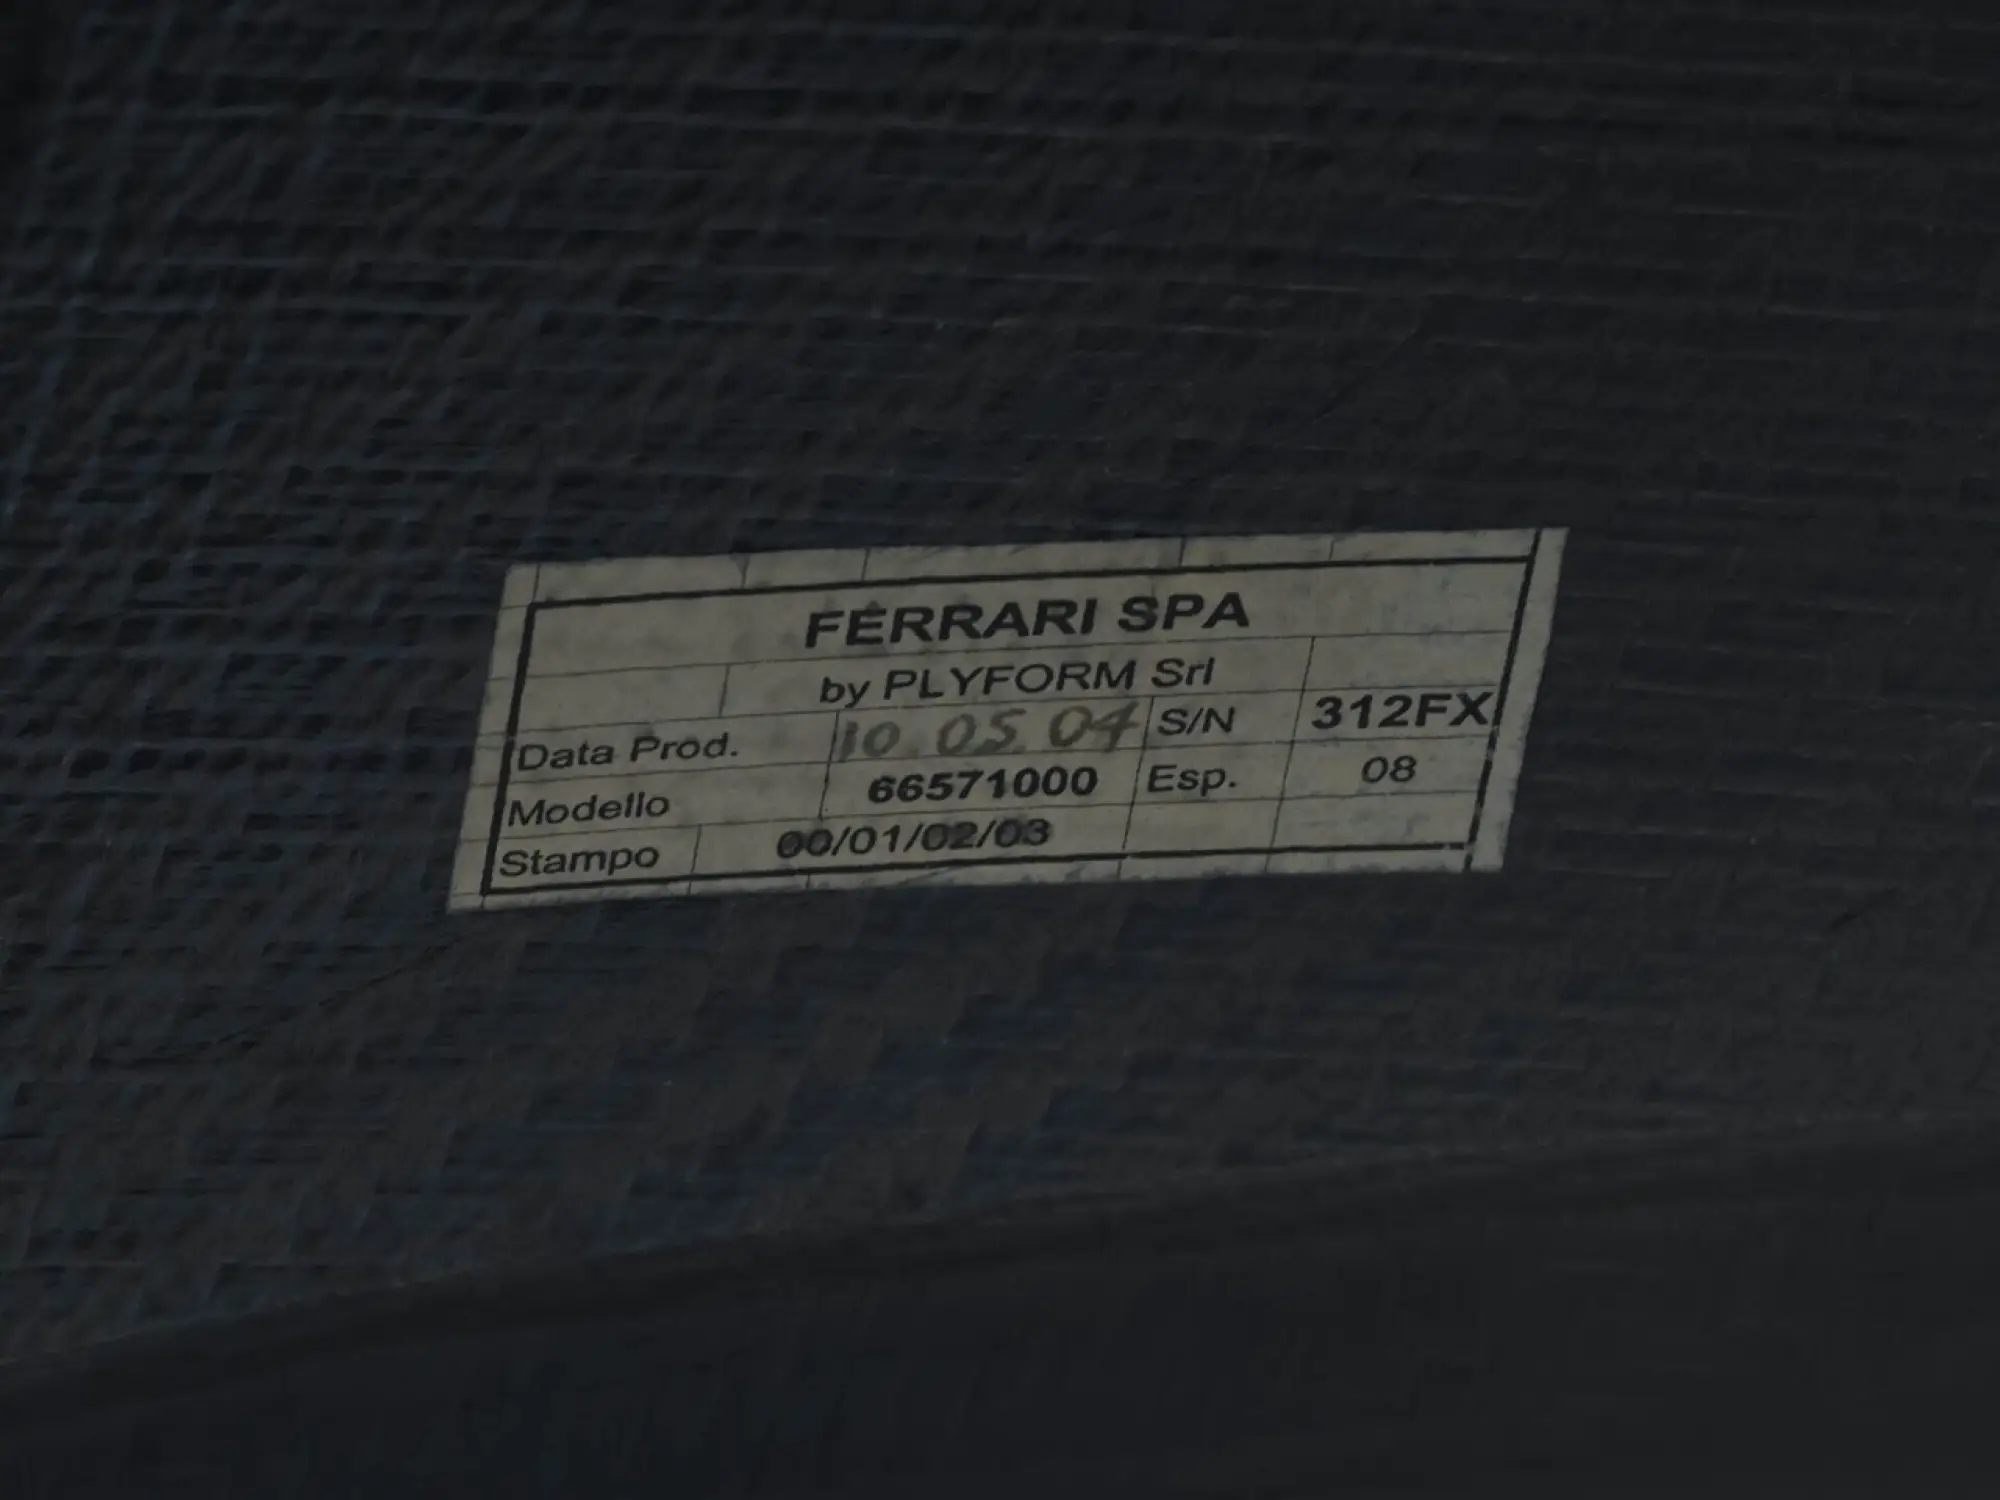 FERRARI SPA
by PLYFORM Srl
Data Prod. 10.05.04 S/N 312FX
Modello 66571000 Esp. 08
Stampo 00/01/02/03